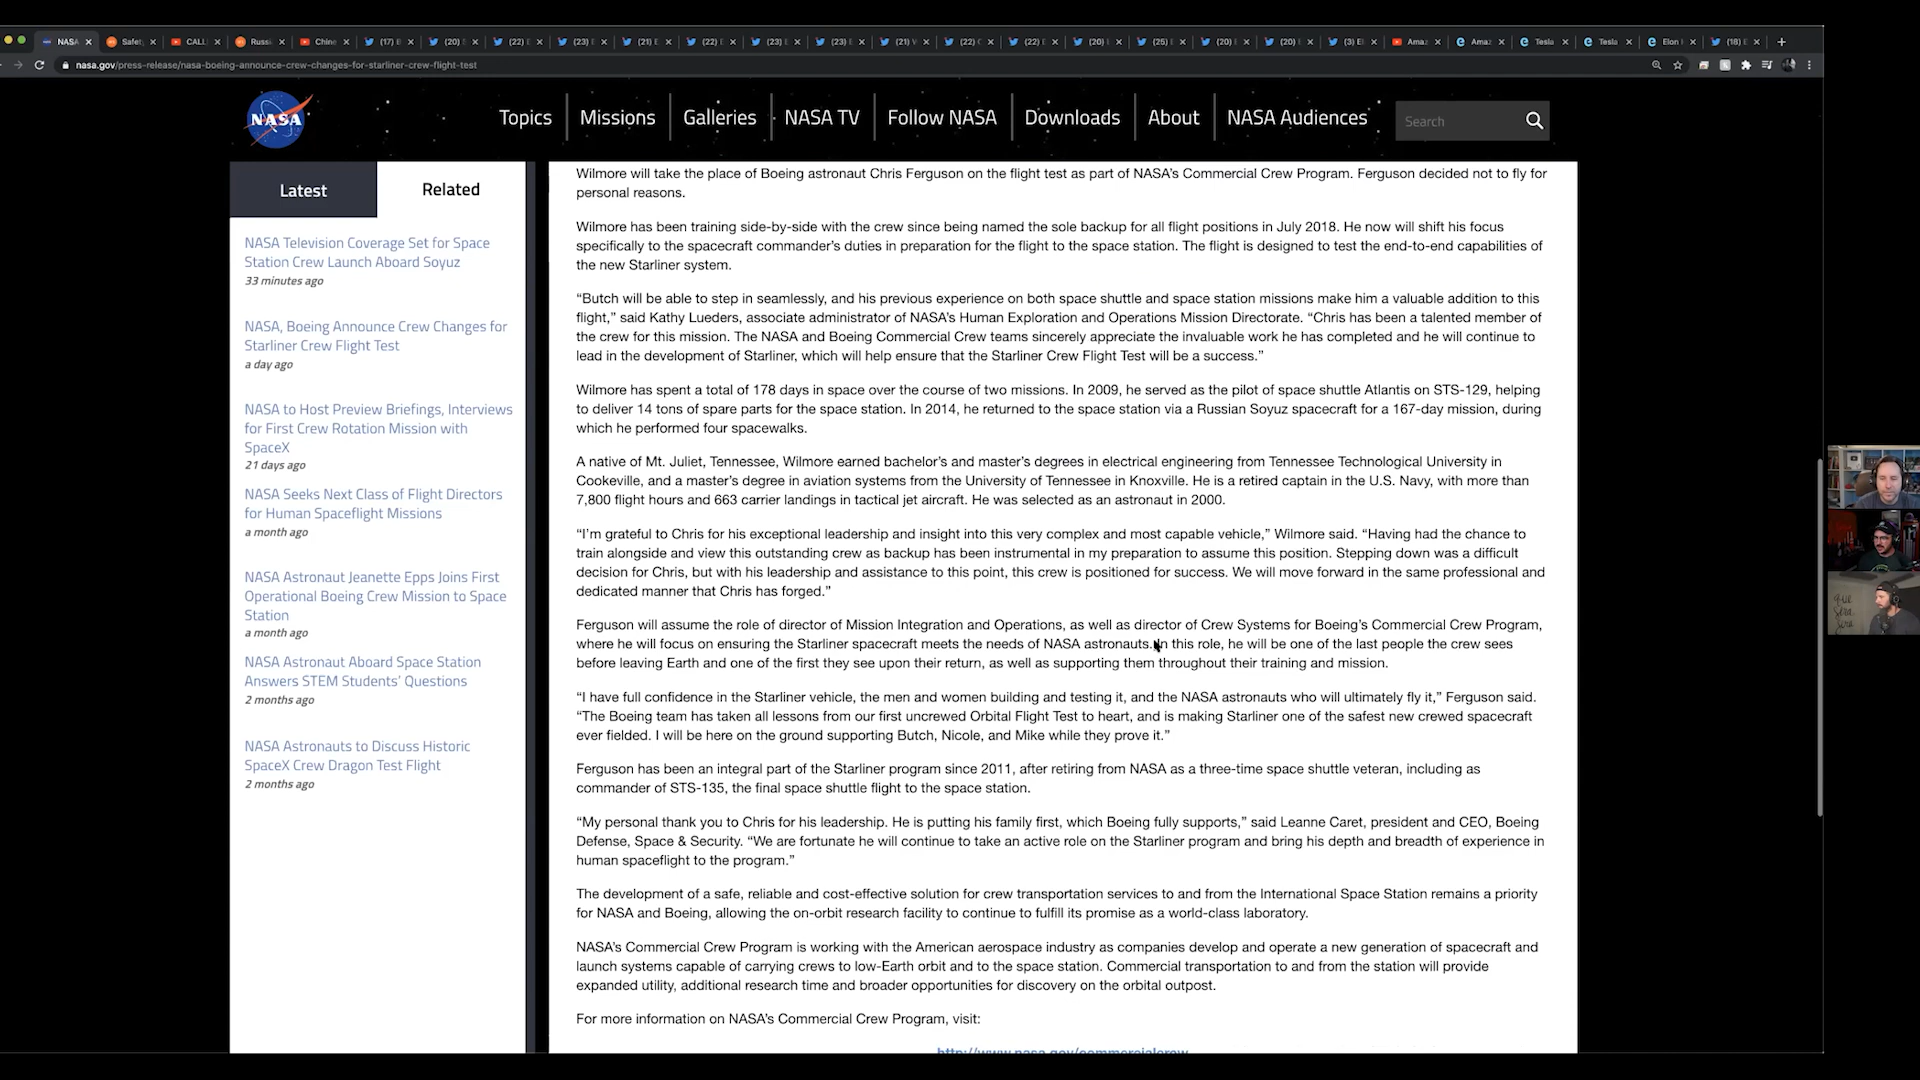 NASA
Safet
CALL
Russi
Chine
(17) E
(20) S
(22) E
(23) E
(21) E
(22) E
(23) E
(23) E
(21) V
(22) C
(22) E
(20) L
(25) E
(20) E
(20) E
(3) El
Amaz
Amaz
Tesla
Tesla
Elon
(18) E
nasa.gov/press-release/nasa-boeing-announce-crew-changes-for-starliner-crew-flight-test
NASA
Topics
Missions
Galleries
NASA TV
Follow NASA
Downloads
About
NASA Audiences
Search
Latest
Related
NASA Television Coverage Set for Space
Station Crew Launch Aboard Soyuz
33 minutes ago
NASA, Boeing Announce Crew Changes for
Starliner Crew Flight Test
a day ago
NASA to Host Preview Briefings, Interviews
for First Crew Rotation Mission with
SpaceX
21 days ago
NASA Seeks Next Class of Flight Directors
for Human Spaceflight Missions
a month ago
NASA Astronaut Jeanette Epps Joins First
Operational Boeing Crew Mission to Space
Station
a month ago
NASA Astronaut Aboard Space Station
Answers STEM Students’ Questions
2 months ago
NASA Astronauts to Discuss Historic
SpaceX Crew Dragon Test Flight
2 months ago
Wilmore will take the place of Boeing astronaut Chris Ferguson on the flight test as part of NASA’s Commercial Crew Program. Ferguson decided not to fly for
personal reasons.
Wilmore has been training side-by-side with the crew since being named the sole backup for all flight positions in July 2018. He now will shift his focus
specifically to the spacecraft commander’s duties in preparation for the flight to the space station. The flight is designed to test the end-to-end capabilities of
the new Starliner system.
“Butch will be able to step in seamlessly, and his previous experience on both space shuttle and space station missions make him a valuable addition to this
flight,” said Kathy Lueders, associate administrator of NASA’s Human Exploration and Operations Mission Directorate. “Chris has been a talented member of
the crew for this mission. The NASA and Boeing Commercial Crew teams sincerely appreciate the invaluable work he has completed and he will continue to
lead in the development of Starliner, which will help ensure that the Starliner Crew Flight Test will be a success.”
Wilmore has spent a total of 178 days in space over the course of two missions. In 2009, he served as the pilot of space shuttle Atlantis on STS-129, helping
to deliver 14 tons of spare parts for the space station. In 2014, he returned to the space station via a Russian Soyuz spacecraft for a 167-day mission, during
which he performed four spacewalks.
A native of Mt. Juliet, Tennessee, Wilmore earned bachelor’s and master’s degrees in electrical engineering from Tennessee Technological University in
Cookeville, and a master’s degree in aviation systems from the University of Tennessee in Knoxville. He is a retired captain in the U.S. Navy, with more than
7,800 flight hours and 663 carrier landings in tactical jet aircraft. He was selected as an astronaut in 2000.
“I’m grateful to Chris for his exceptional leadership and insight into this very complex and most capable vehicle,” Wilmore said. “Having had the chance to
train alongside and view this outstanding crew as backup has been instrumental in my preparation to assume this position. Stepping down was a difficult
decision for Chris, but with his leadership and assistance to this point, this crew is positioned for success. We will move forward in the same professional and
dedicated manner that Chris has forged.”
Ferguson will assume the role of director of Mission Integration and Operations, as well as director of Crew Systems for Boeing’s Commercial Crew Program,
where he will focus on ensuring the Starliner spacecraft meets the needs of NASA astronauts. In this role, he will be one of the last people the crew sees
before leaving Earth and one of the first they see upon their return, as well as supporting them throughout their training and mission.
“I have full confidence in the Starliner vehicle, the men and women building and testing it, and the NASA astronauts who will ultimately fly it,” Ferguson said.
“The Boeing team has taken all lessons from our first uncrewed Orbital Flight Test to heart, and is making Starliner one of the safest new crewed spacecraft
ever fielded. I will be here on the ground supporting Butch, Nicole, and Mike while they prove it.”
Ferguson has been an integral part of the Starliner program since 2011, after retiring from NASA as a three-time space shuttle veteran, including as
commander of STS-135, the final space shuttle flight to the space station.
“My personal thank you to Chris for his leadership. He is putting his family first, which Boeing fully supports,” said Leanne Caret, president and CEO, Boeing
Defense, Space & Security. “We are fortunate he will continue to take an active role on the Starliner program and bring his depth and breadth of experience in
human spaceflight to the program.”
The development of a safe, reliable and cost-effective solution for crew transportation services to and from the International Space Station remains a priority
for NASA and Boeing, allowing the on-orbit research facility to continue to fulfill its promise as a world-class laboratory.
NASA’s Commercial Crew Program is working with the American aerospace industry as companies develop and operate a new generation of spacecraft and
launch systems capable of carrying crews to low-Earth orbit and to the space station. Commercial transportation to and from the station will provide
expanded utility, additional research time and broader opportunities for discovery on the orbital outpost.
For more information on NASA’s Commercial Crew Program, visit:
http://www.nasa.gov/commercialcrew
que
sera